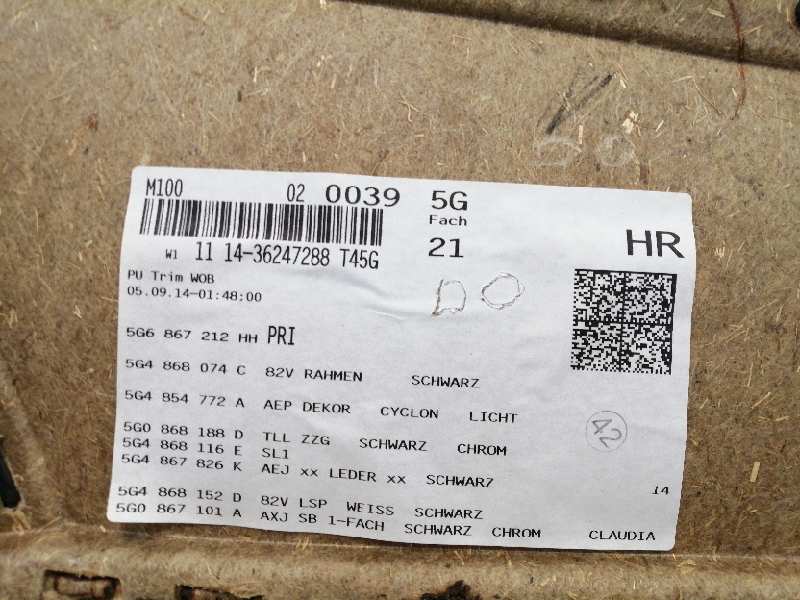 M100 02 0039 5G
Fach
W1 11 14-36247288 T45G 21 HR
PU Trim WOB
05.09.14-01:48:00
5G6 867 212 HH PRI
5G4 868 074 C 82V RAHMEN SCHWARZ
5G4 854 772 A AEP DEKOR CYCLON LICHT
5G0 868 188 D TLL ZZG SCHWARZ CHROM
5G4 868 116 E SL1
5G4 867 826 K AEJ xx LEDER xx SCHWARZ
42
14
5G4 868 152 D 82V LSP WEISS SCHWARZ
5G0 867 101 A AXJ SB 1-FACH SCHWARZ CHROM CLAUDIA